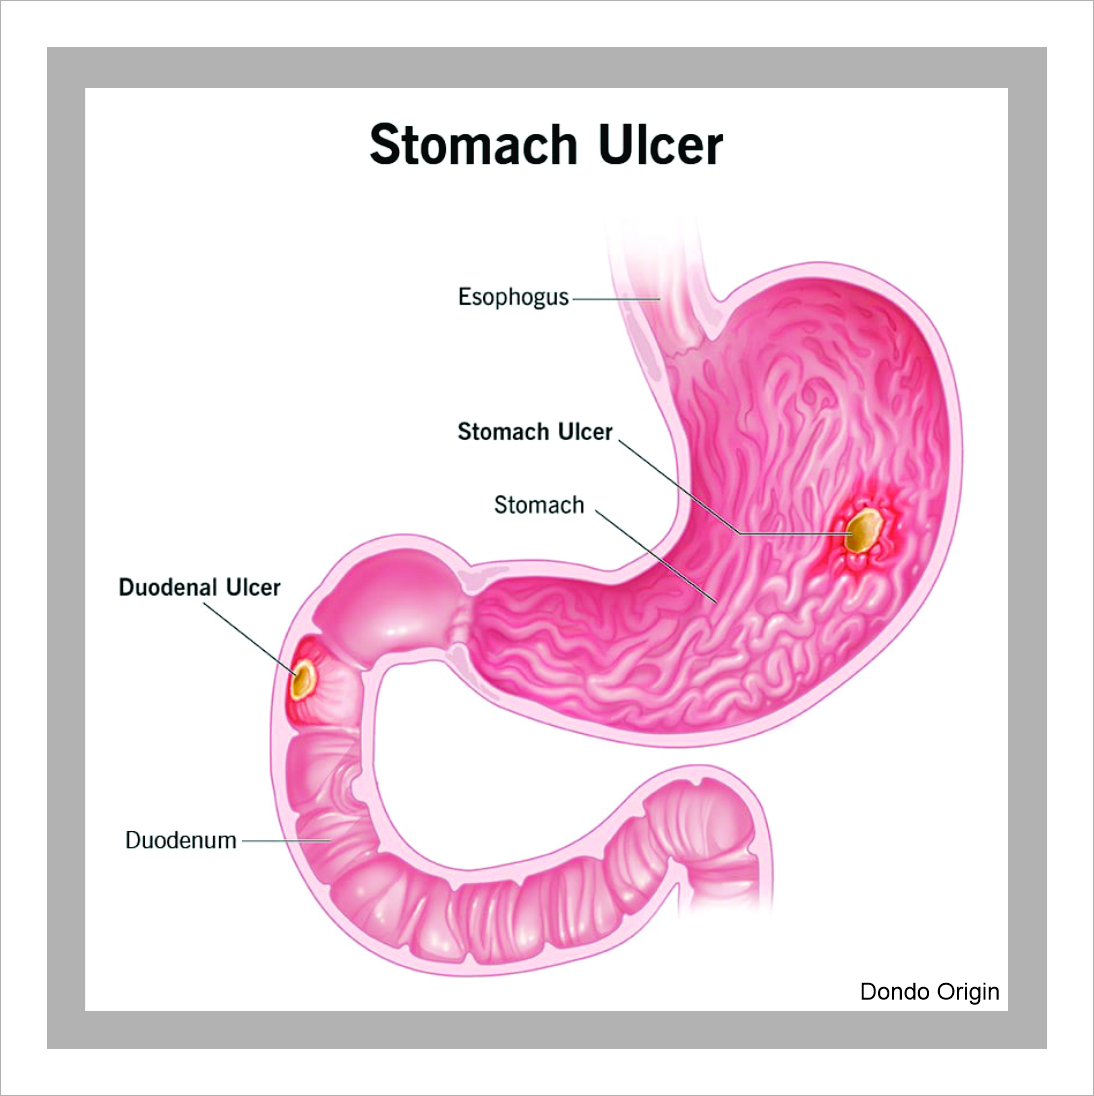 Stomach Ulcer
Esophogus
Stomach Ulcer
Stomach
Duodenal Ulcer
Duodenum
Dondo Origin